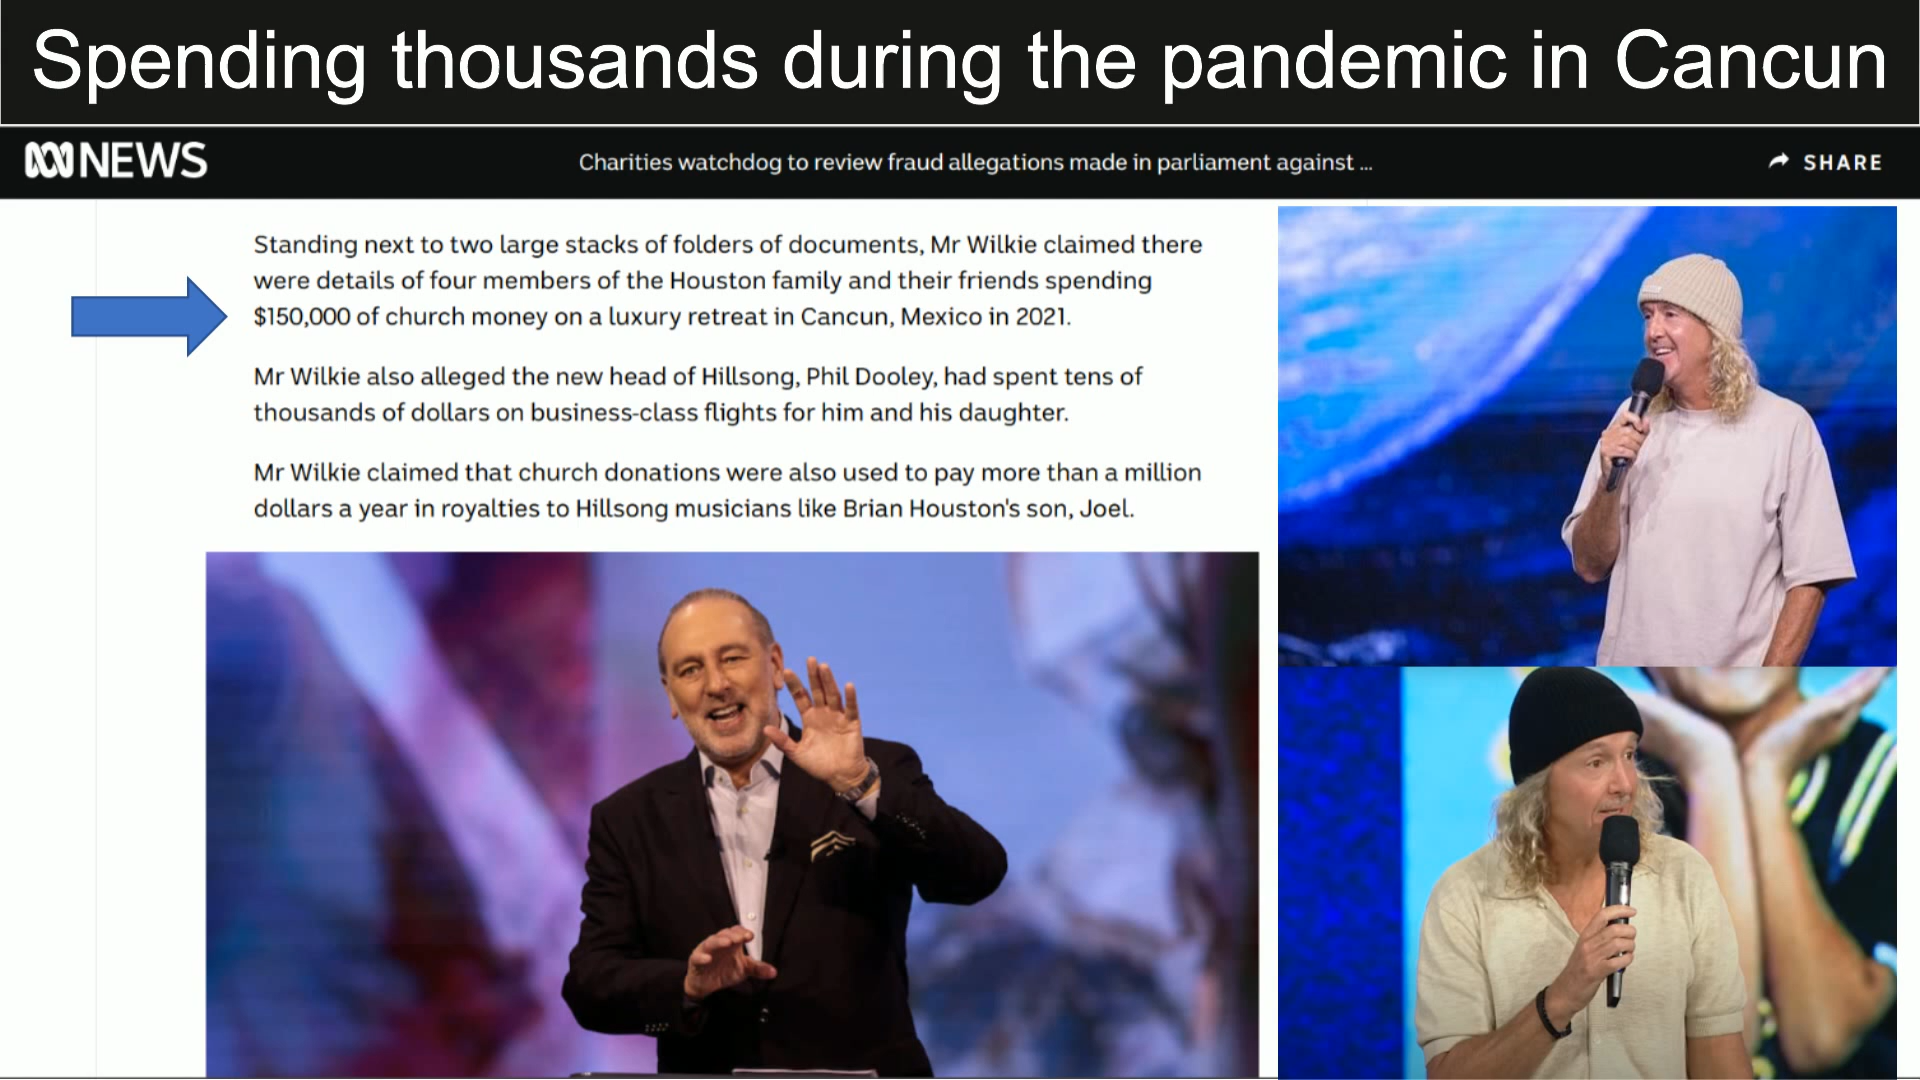 Spending thousands during the pandemic in Cancun
NEWS
Charities watchdog to review fraud allegations made in parliament against ...
SHARE
Standing next to two large stacks of folders of documents, Mr Wilkie claimed there
were details of four members of the Houston family and their friends spending
$150,000 of church money on a luxury retreat in Cancun, Mexico in 2021.
Mr Wilkie also alleged the new head of Hillsong, Phil Dooley, had spent tens of
thousands of dollars on business-class flights for him and his daughter.
Mr Wilkie claimed that church donations were also used to pay more than a million
dollars a year in royalties to Hillsong musicians like Brian Houston's son, Joel.